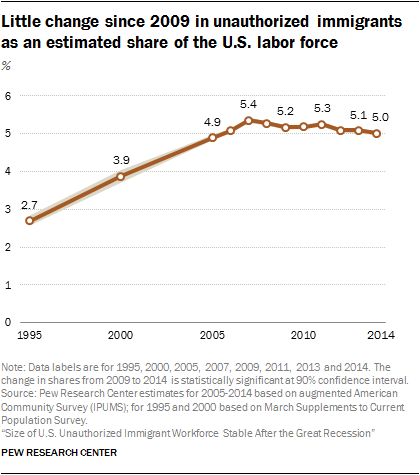 Little change since 2009 in unauthorized immigrants
as an estimated share of the U.S. labor force
%
6
5
4
3
2
1
0
2.7
3.9
4.9
5.4
5.2
5.3
5.1
5.0
1995
2000
2005
2010
2014
Note: Data labels are for 1995, 2000, 2005, 2007, 2009, 2011, 2013 and 2014. The
change in shares from 2009 to 2014 is statistically significant at 90% confidence interval.
Source: Pew Research Center estimates for 2005-2014 based on augmented American
Community Survey (IPUMS); for 1995 and 2000 based on March Supplements to Current
Population Survey.
“Size of U.S. Unauthorized Immigrant Workforce Stable After the Great Recession”
PEW RESEARCH CENTER